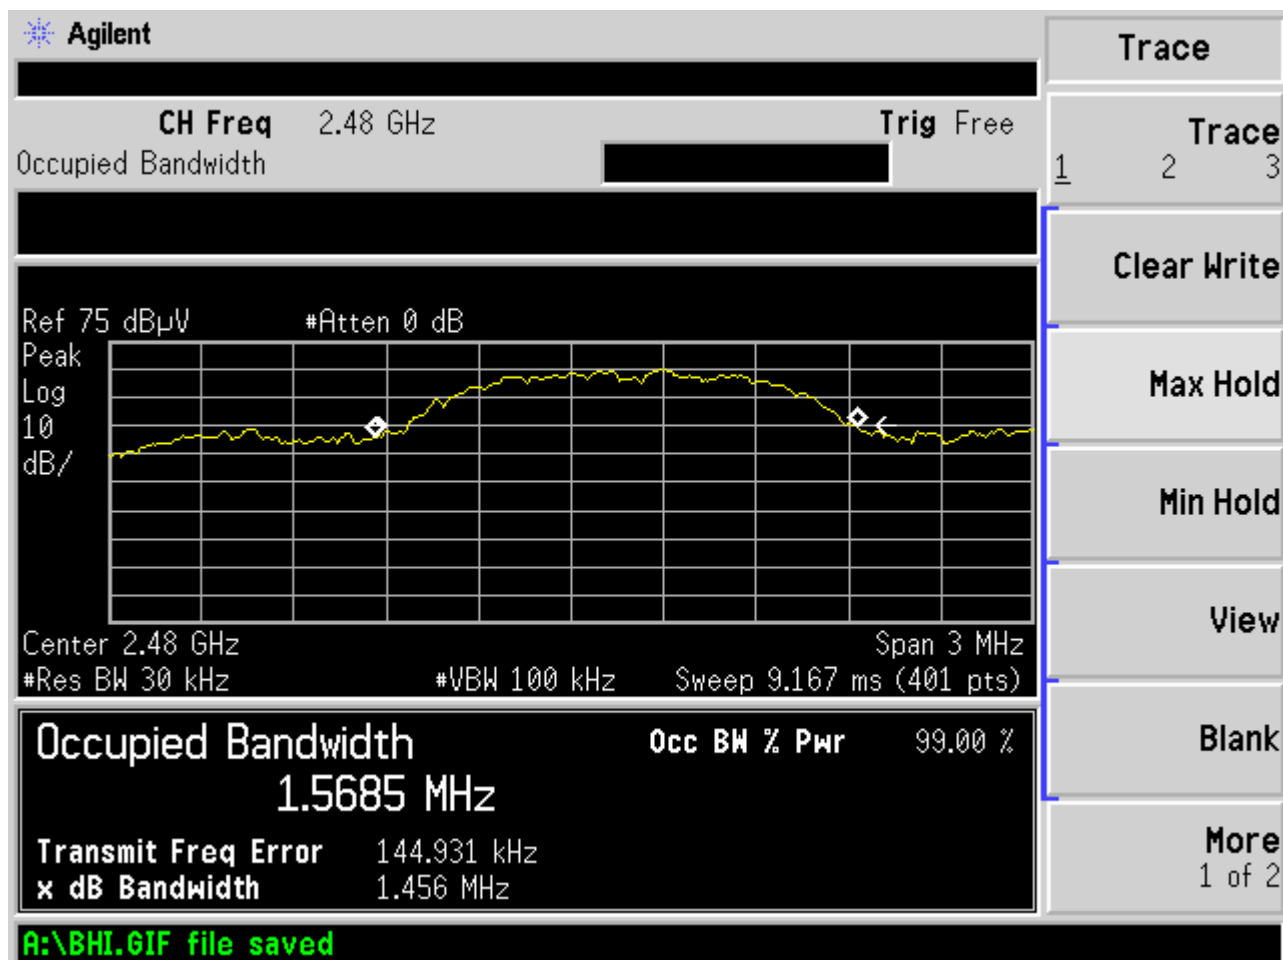 Agilent
Trace
CH Freq 2.48 GHz Trig Free
Occupied Bandwidth
Trace
1 2 3
Clear Write
Ref 75 dBµV #Atten 0 dB
Peak
Log
10
dB/
Max Hold
Min Hold
View
Center 2.48 GHz Span 3 MHz
#Res BW 30 kHz #VBW 100 kHz Sweep 9.167 ms (401 pts)
Occupied Bandwidth Occ BW % Pwr 99.00 %
1.5685 MHz
Blank
Transmit Freq Error 144.931 kHz
x dB Bandwidth 1.456 MHz
More
1 of 2
A:\BHI.GIF file saved